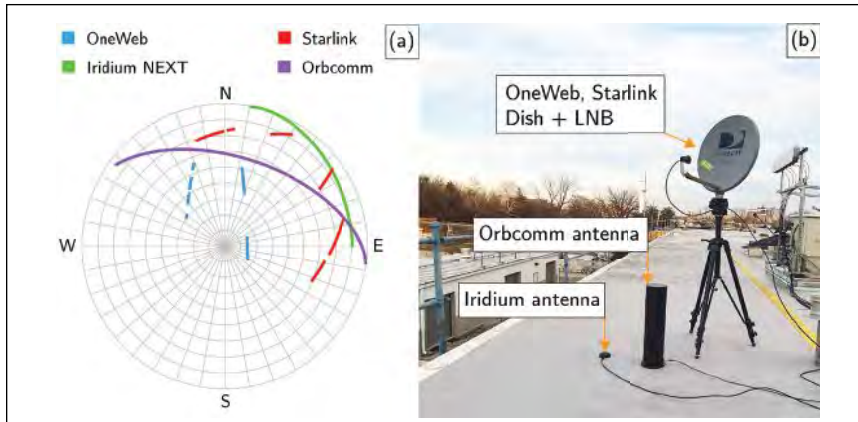 OneWeb
Starlink
(a)
Iridium NEXT
Orbcomm
N
W
E
S
(b)
OneWeb, Starlink
Dish + LNB
Orbcomm antenna
Iridium antenna